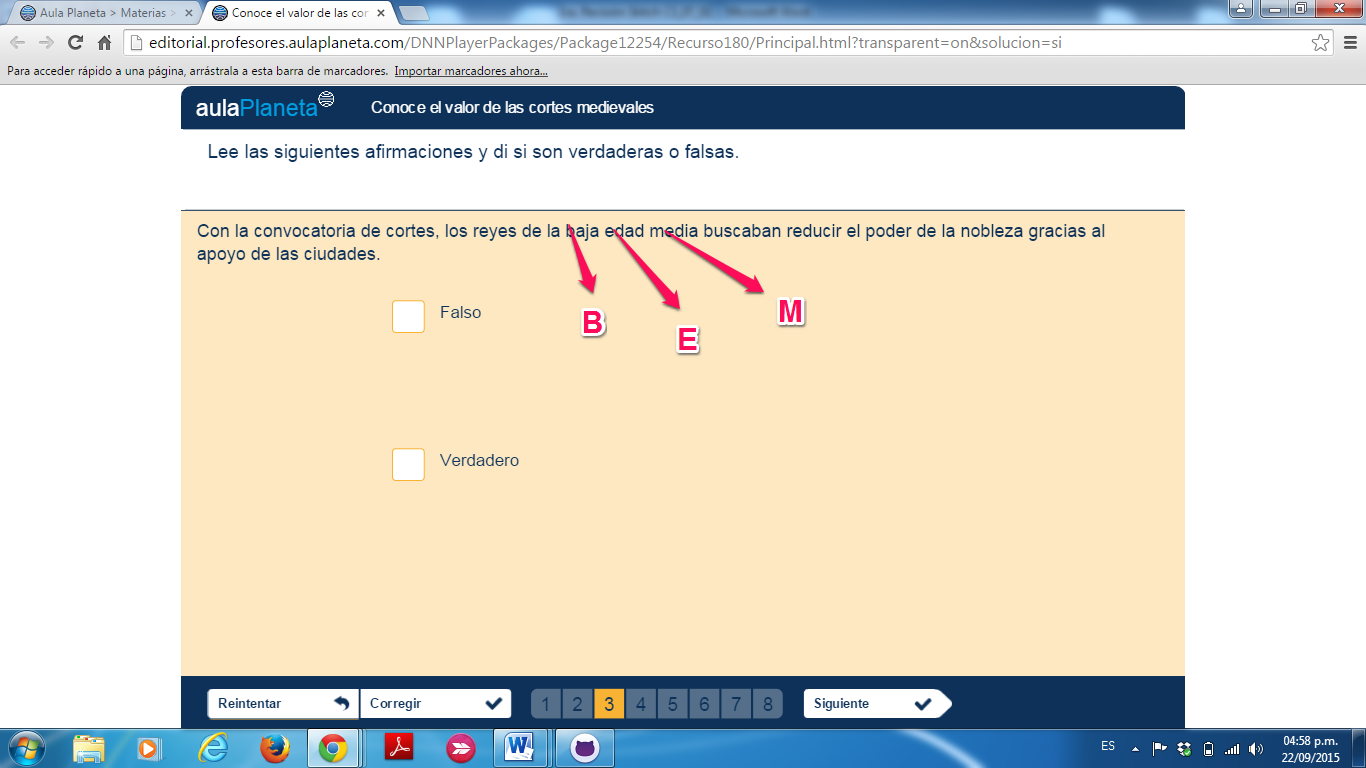 Aula Planeta > Materias >
Conoce el valor de las cor
editorial.profesores.aulaplaneta.com/DNNPlayerPackages/Package12254/Recurso180/Principal.html?transparent=on&solucion=si
Para acceder rápido a una página, arrástrala a esta barra de marcadores. Importar marcadores ahora...
aulaPlaneta Conoce el valor de las cortes medievales
Lee las siguientes afirmaciones y di si son verdaderas o falsas.
Con la convocatoria de cortes, los reyes de la baja edad media buscaban reducir el poder de la nobleza gracias al
apoyo de las ciudades.
Falso
B
E
M
Verdadero
Reintentar Corregir 1 2 3 4 5 6 7 8 Siguiente
ES 04:58 p.m.
22/09/2015